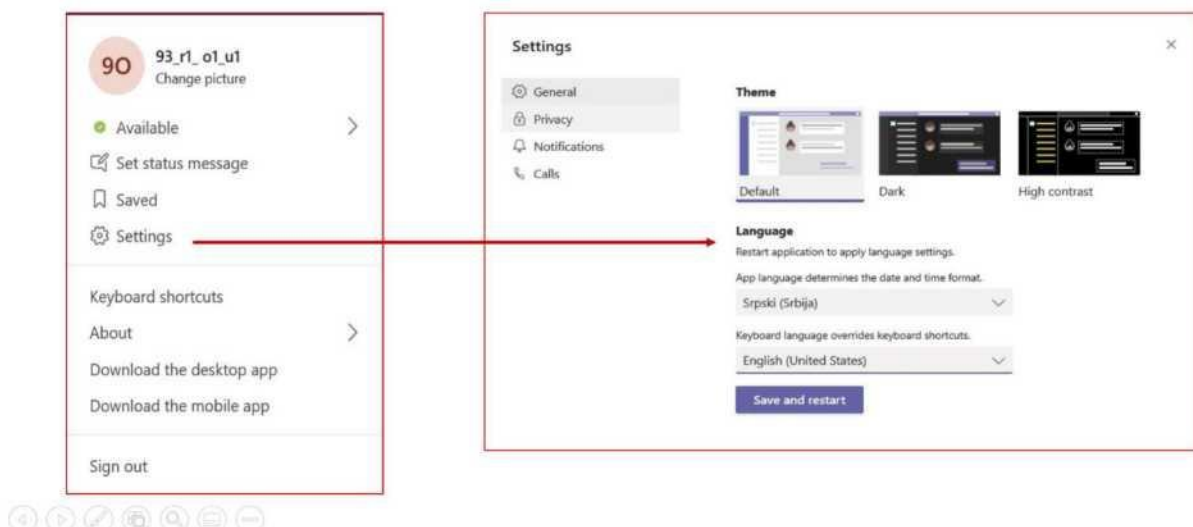 9O
93_r1_ o1_u1
Change picture
Available
Set status message
Saved
Settings
Keyboard shortcuts
About
Download the desktop app
Download the mobile app
Sign out
Settings
General
Privacy
Notifications
Calls
Theme
Default
Dark
High contrast
Language
Restart application to apply language settings.
App language determines the date and time format.
Srpski (Srbija)
Keyboard language overrides keyboard shortcuts.
English (United States)
Save and restart